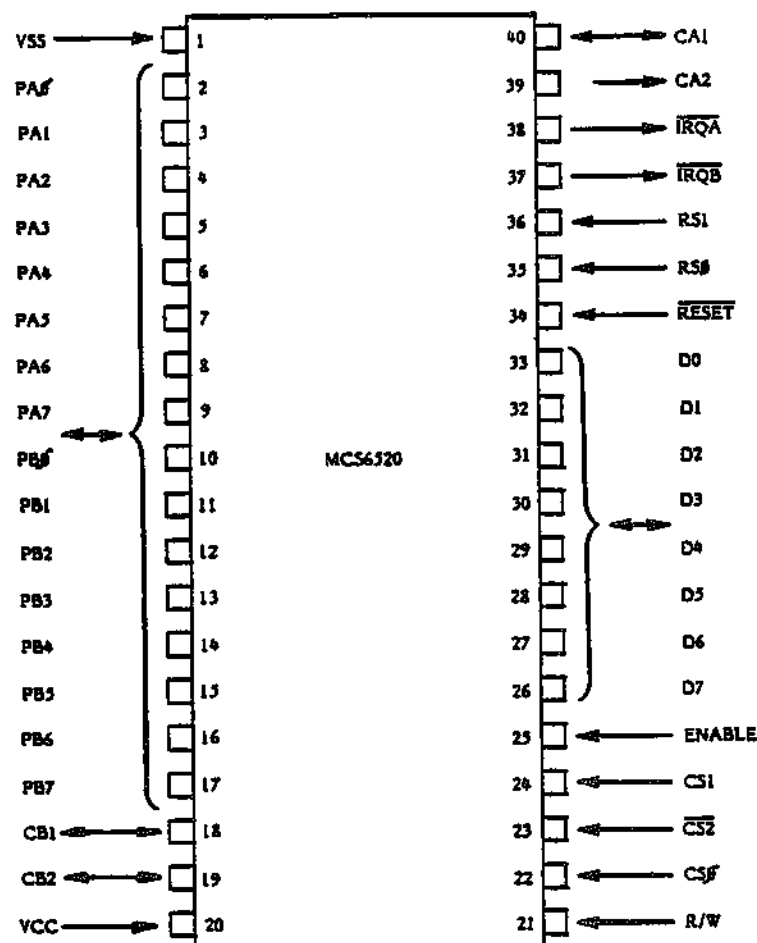 VSS 1 40 CA1
PA0 2 39 CA2
PA1 3 38 IRQA
PA2 4 37 IRQB
PA3 5 36 RS1
PA4 6 35 RS0
PA5 7 34 RESET
PA6 8 33 D0
PA7 9 32 D1
PB0 10 MCS6520 31 D2
PB1 11 30 D3
PB2 12 29 D4
PB3 13 28 D5
PB4 14 27 D6
PB5 15 26 D7
PB6 16 25 ENABLE
PB7 17 24 CS1
CB1 18 23 CS2
CB2 19 22 CS0
VCC 20 21 R/W